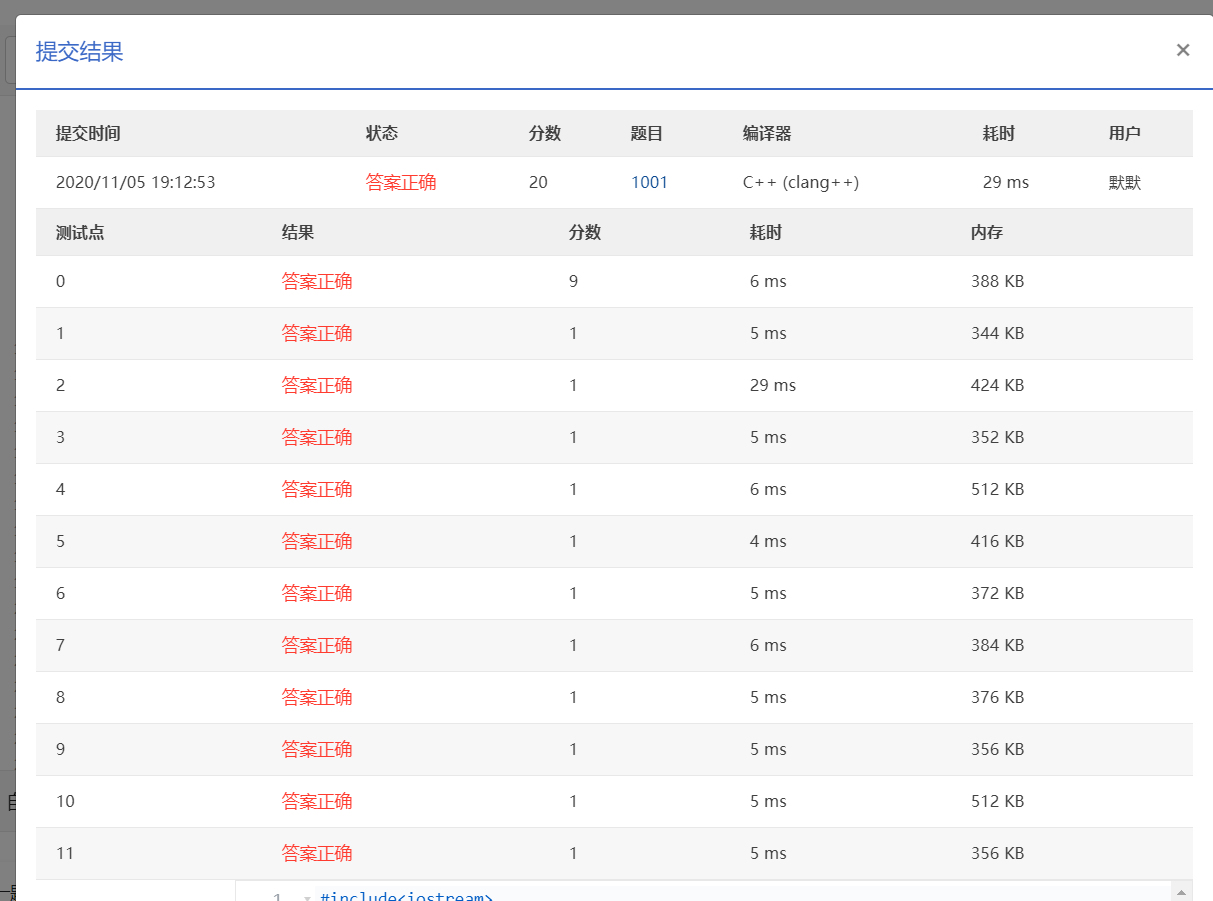 提交结果 ×
提交时间 状态 分数 题目 编译器 耗时 用户
2020/11/05 19:12:53 答案正确 20 1001 C++ (clang++) 29 ms 默默
测试点 结果 分数 耗时 内存
0 答案正确 9 6 ms 388 KB
1 答案正确 1 5 ms 344 KB
2 答案正确 1 29 ms 424 KB
3 答案正确 1 5 ms 352 KB
4 答案正确 1 6 ms 512 KB
5 答案正确 1 4 ms 416 KB
6 答案正确 1 5 ms 372 KB
7 答案正确 1 6 ms 384 KB
8 答案正确 1 5 ms 376 KB
9 答案正确 1 5 ms 356 KB
10 答案正确 1 5 ms 512 KB
11 答案正确 1 5 ms 356 KB
1 #include<iostream>